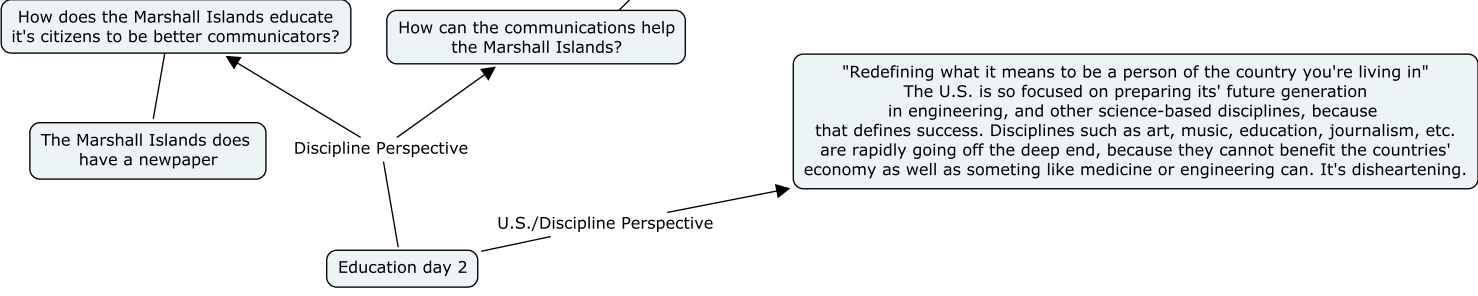 How does the Marshall Islands educate
it's citizens to be better communicators?
How can the communications help
the Marshall Islands?
"Redefining what it means to be a person of the country you're living in"
The U.S. is so focused on preparing its' future generation
in engineering, and other science-based disciplines, because
that defines success. Disciplines such as art, music, education, journalism, etc.
are rapidly going off the deep end, because they cannot benefit the countries'
economy as well as someting like medicine or engineering can. It's disheartening.
The Marshall Islands does
have a newpaper
Discipline Perspective
U.S./Discipline Perspective
Education day 2